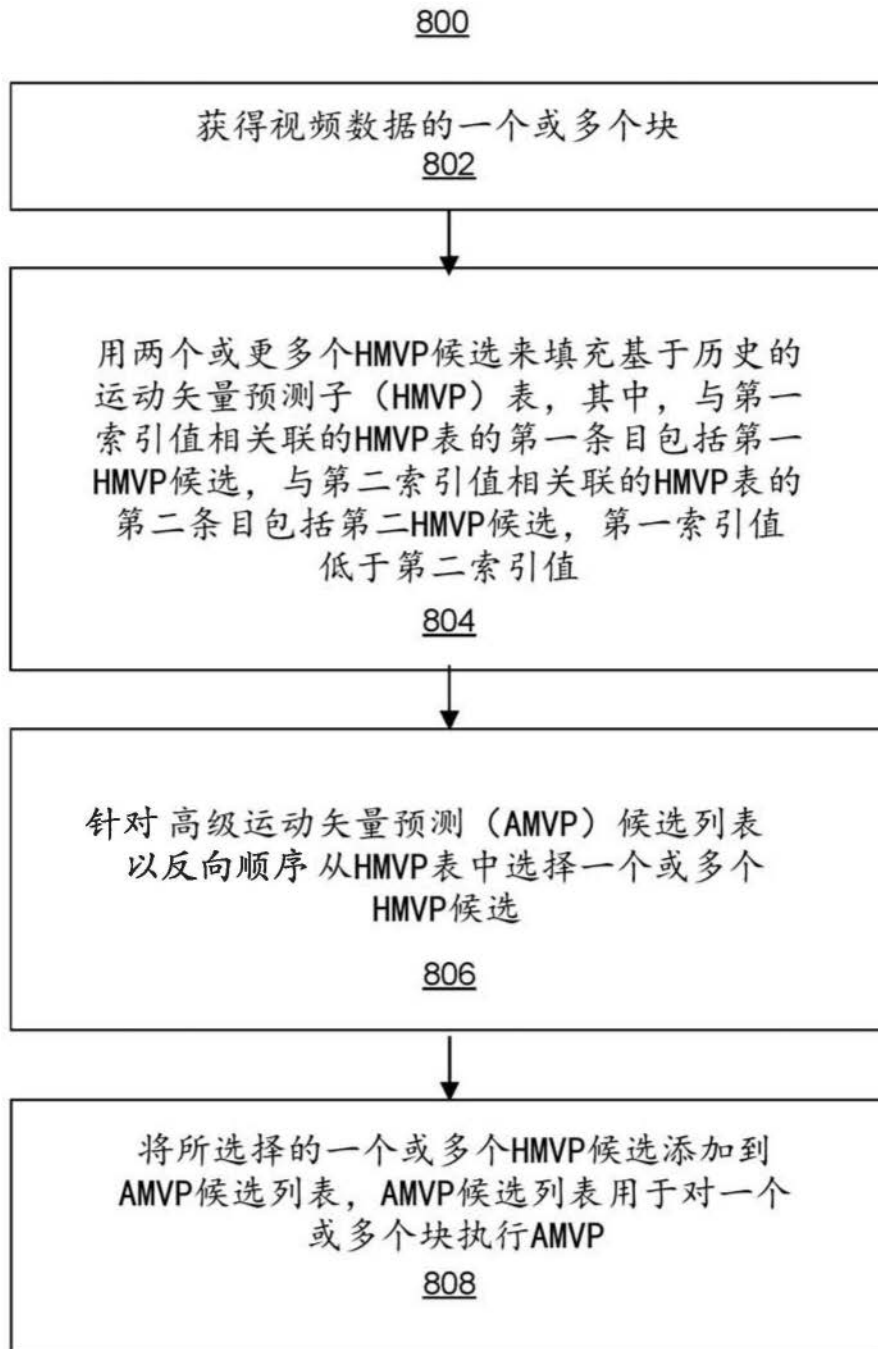 800
获得视频数据的一个或多个块
802
用两个或更多个HMVP候选来填充基于历史的
运动矢量预测子（HMVP）表，其中，与第一
索引值相关联的HMVP表的第一条目包括第一
HMVP候选，与第二索引值相关联的HMVP表的
第二条目包括第二HMVP候选，第一索引值
低于第二索引值
804
针对 高级运动矢量预测（AMVP）候选列表
以反向顺序 从HMVP表中选择一个或多个
HMVP候选
806
将所选择的一个或多个HMVP候选添加到
AMVP候选列表，AMVP候选列表用于对一个
或多个块执行AMVP
808